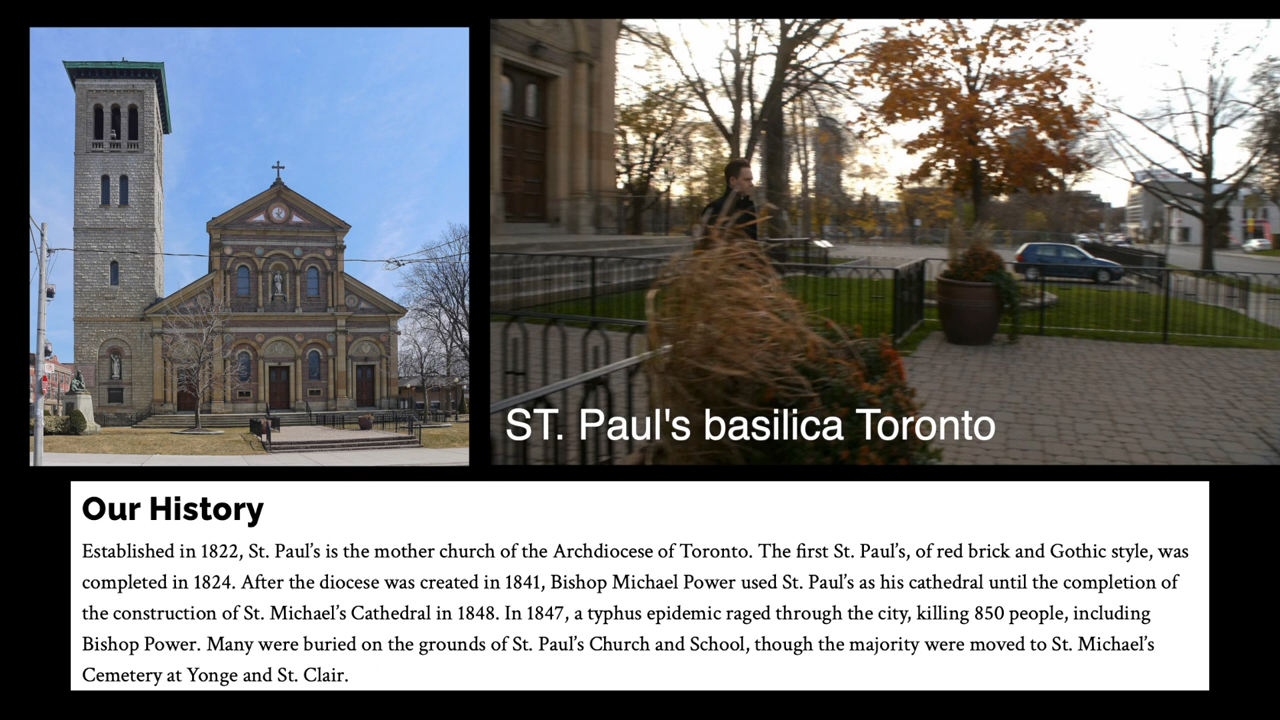 ST. Paul's basilica Toronto
Our History
Established in 1822, St. Paul’s is the mother church of the Archdiocese of Toronto. The first St. Paul’s, of red brick and Gothic style, was
completed in 1824. After the diocese was created in 1841, Bishop Michael Power used St. Paul’s as his cathedral until the completion of
the construction of St. Michael’s Cathedral in 1848. In 1847, a typhus epidemic raged through the city, killing 850 people, including
Bishop Power. Many were buried on the grounds of St. Paul’s Church and School, though the majority were moved to St. Michael’s
Cemetery at Yonge and St. Clair.